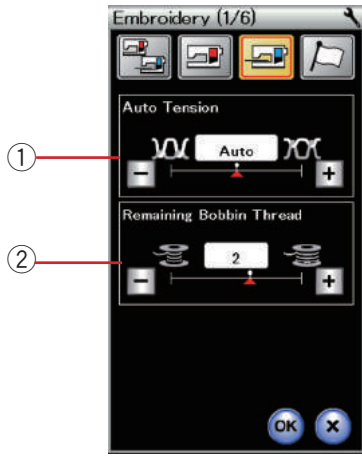 Embroidery (1/6)
1
Auto Tension
Auto
- +
2
Remaining Bobbin Thread
2
- +
OK x